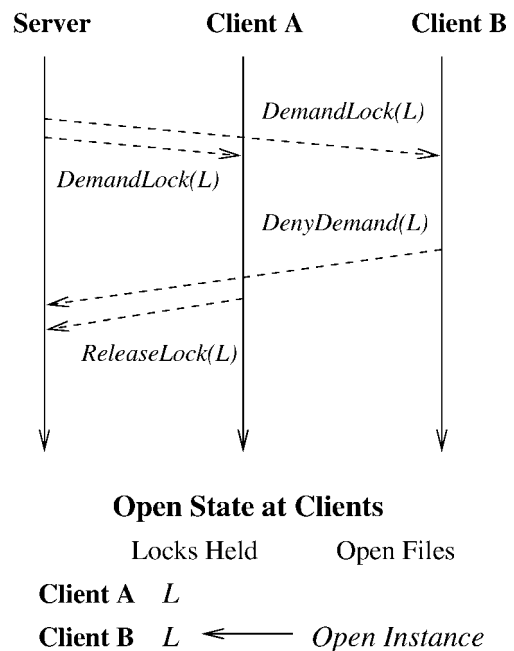 Server Client A Client B
DemandLock(L)
DemandLock(L)
DenyDemand(L)
ReleaseLock(L)
Open State at Clients
Locks Held Open Files
Client A L
Client B L Open Instance